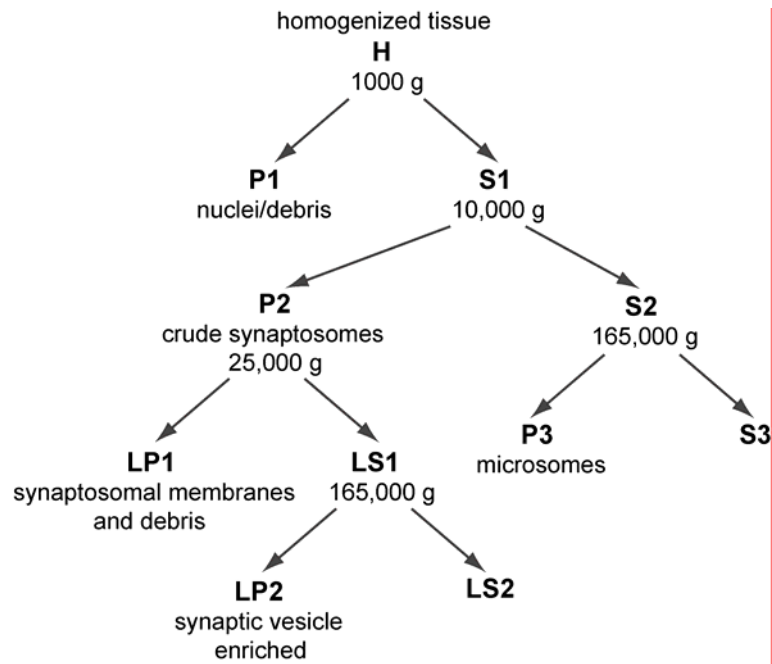 homogenized tissue
H
1000 g
P1
nuclei/debris
S1
10,000 g
P2
crude synaptosomes
25,000 g
S2
165,000 g
LP1
synaptosomal membranes
and debris
LS1
165,000 g
P3
microsomes
S3
LP2
synaptic vesicle
enriched
LS2